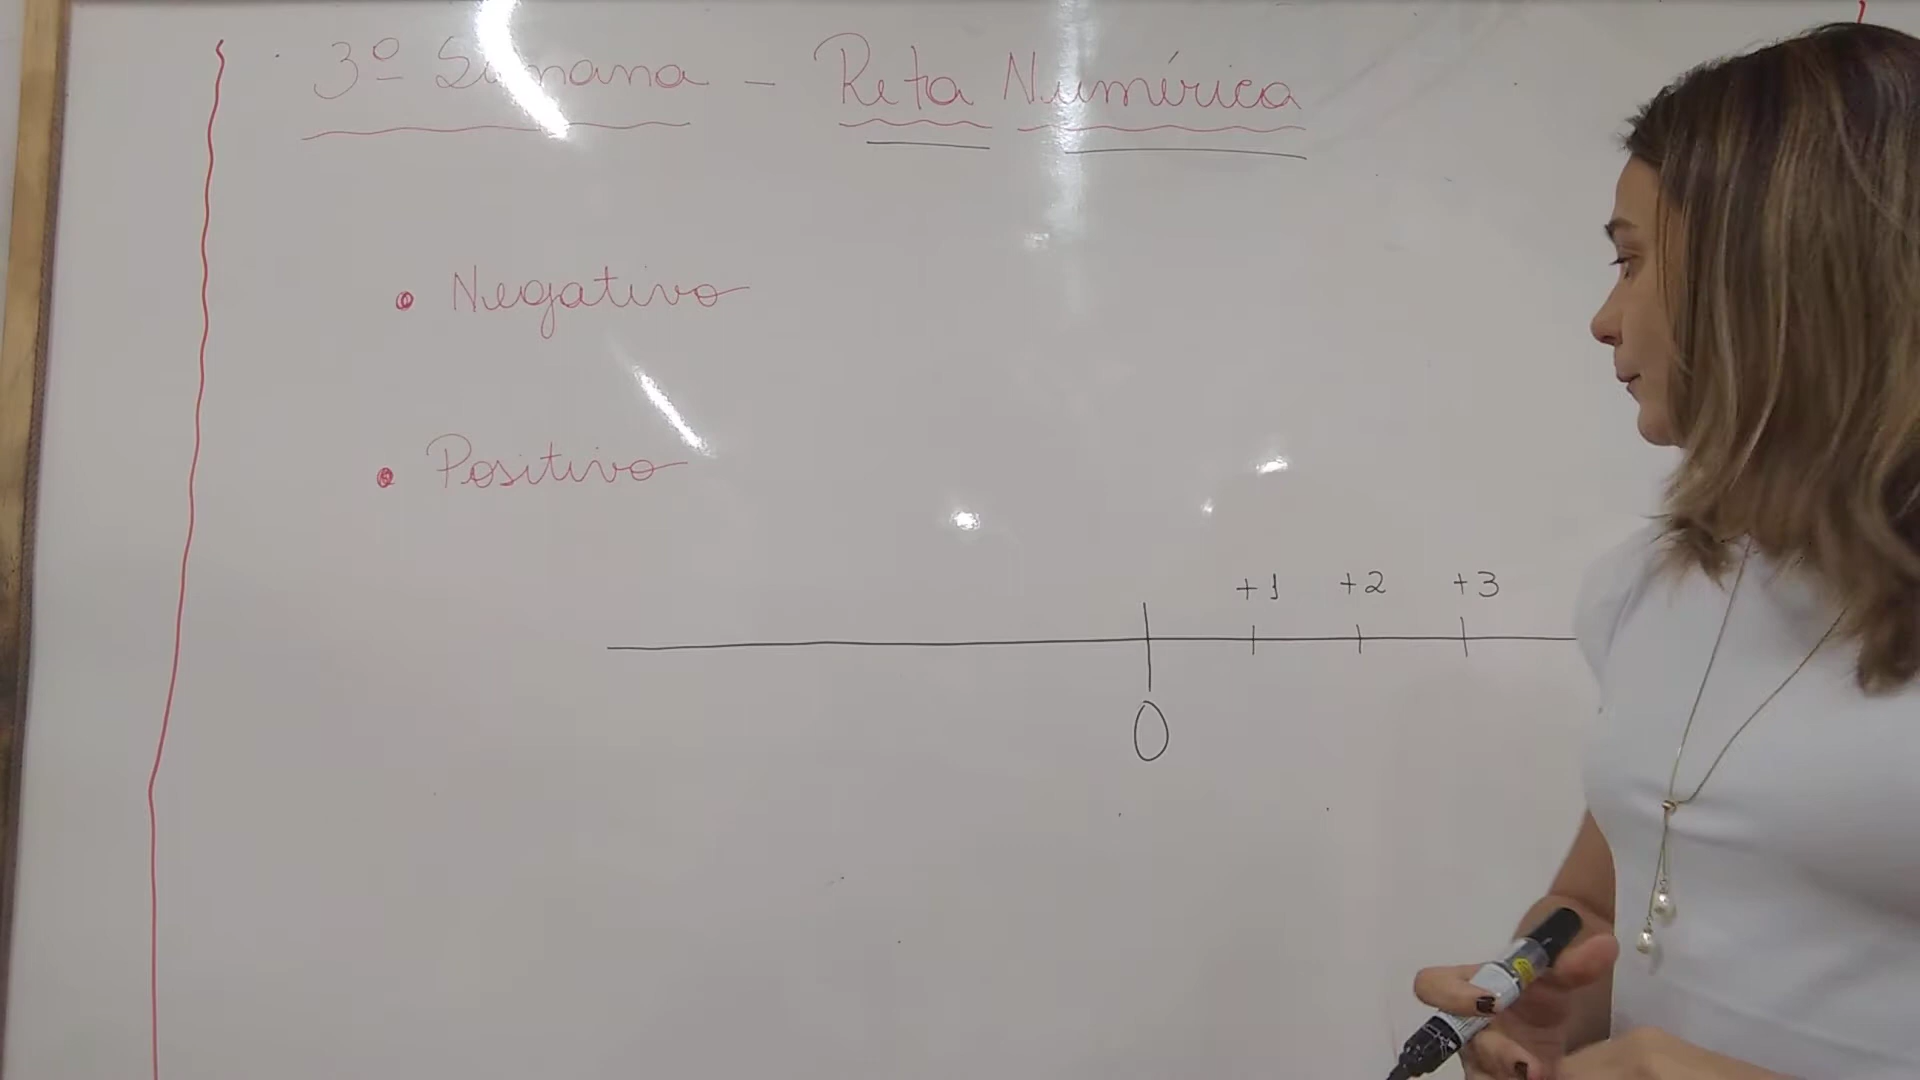 3º Semana - Reta Numérica
• Negativo
• Positivo
+1 +2 +3
0